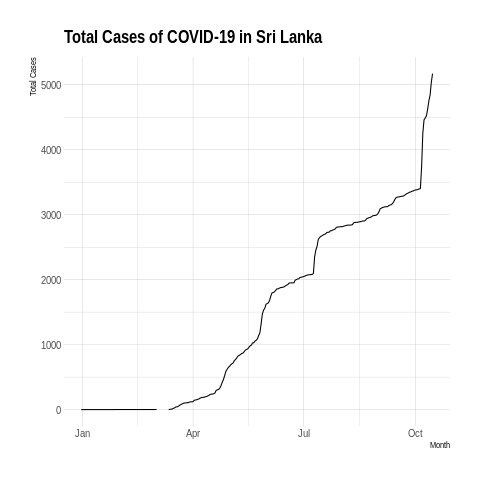 Total Cases of COVID-19 in Sri Lanka
Total Cases
5000
4000
3000
2000
1000
0
Jan Apr Jul Oct
Month